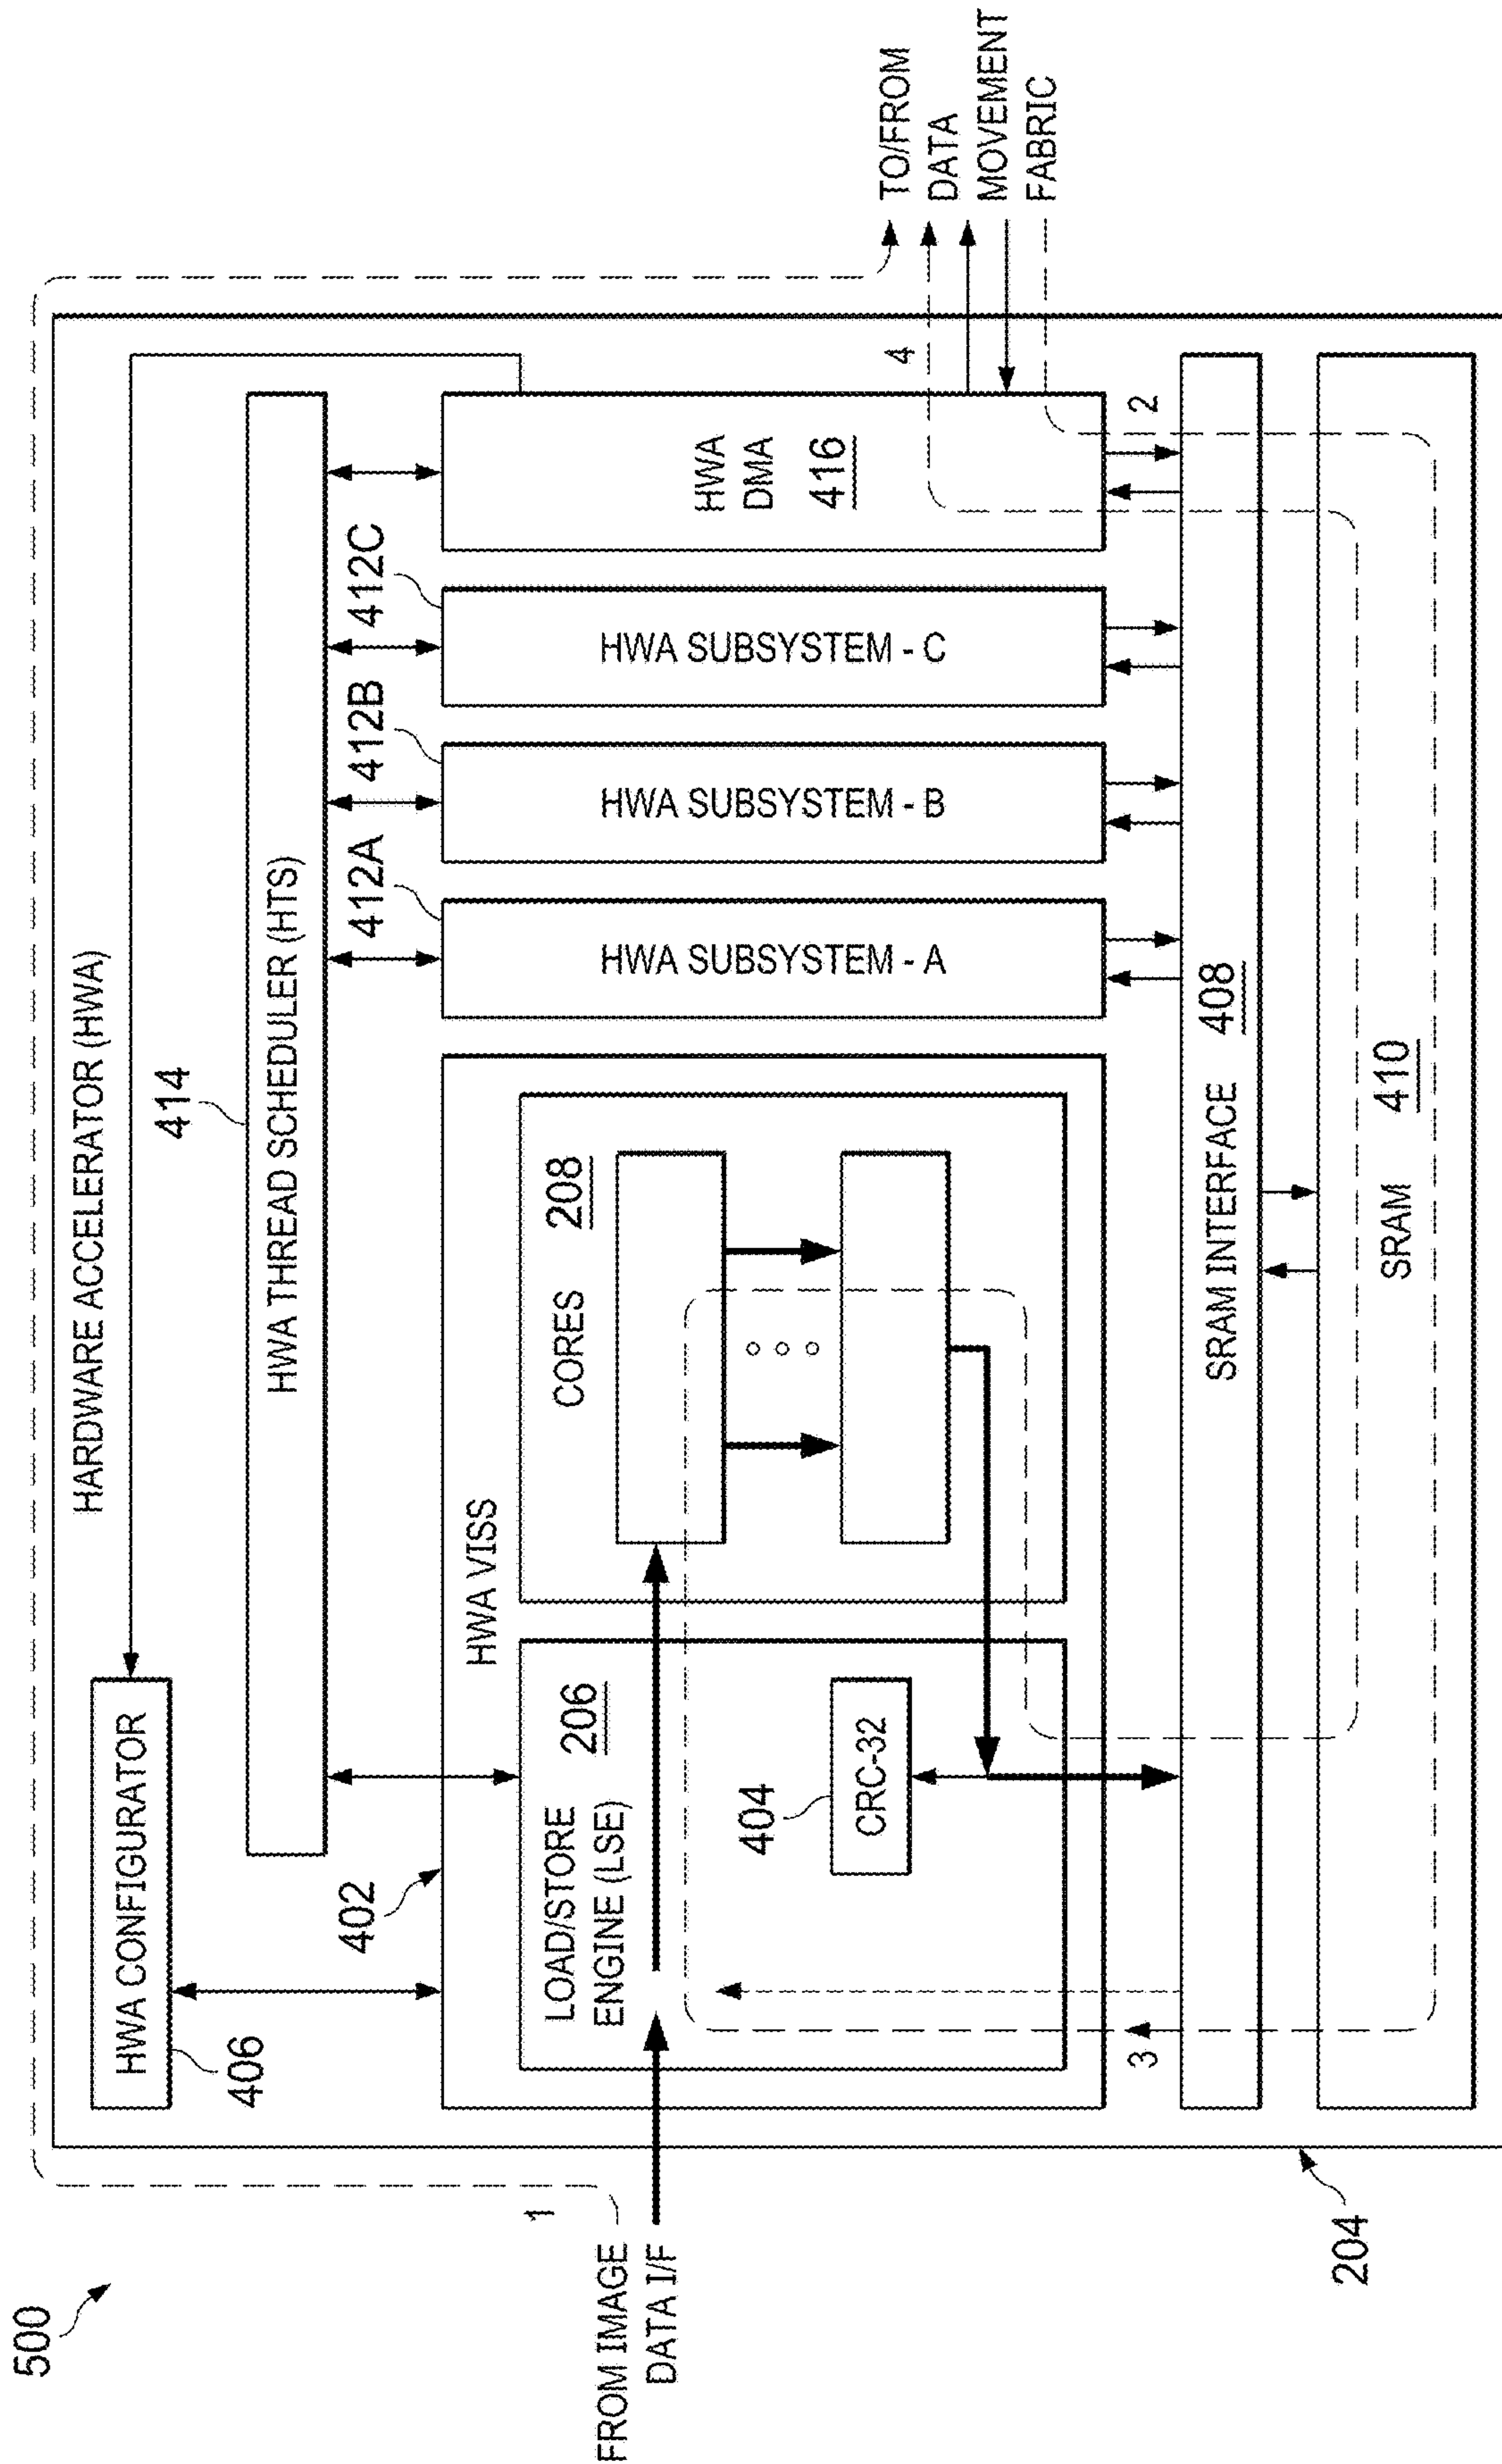 500
HARDWARE ACCELERATOR (HWA)
HWA CONFIGURATOR
406
414
HWA THREAD SCHEDULER (HTS)
402
HWA VISS
412A
412B
412C
LOAD/STORE
ENGINE (LSE)
206
CORES
208
404
CRC-32
HWA SUBSYSTEM - A
HWA SUBSYSTEM - B
HWA SUBSYSTEM - C
HWA
DMA
416
1
FROM IMAGE
DATA I/F
4
TO/FROM
DATA
MOVEMENT
FABRIC
3
2
SRAM INTERFACE
408
SRAM
410
204